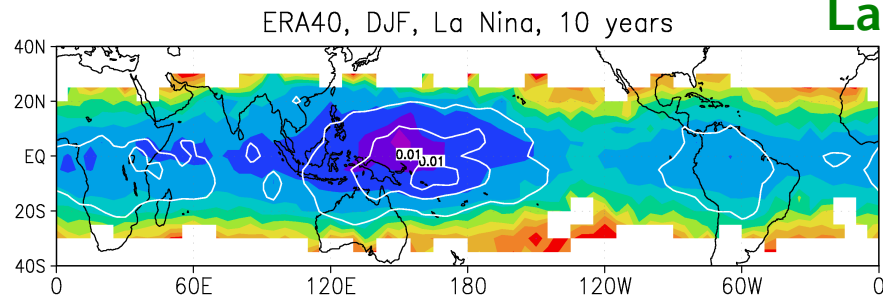 ERA40, DJF, La Nina, 10 years
La
40N
20N
EQ
20S
40S
0.01
0.01
0
60E
120E
180
120W
60W
0